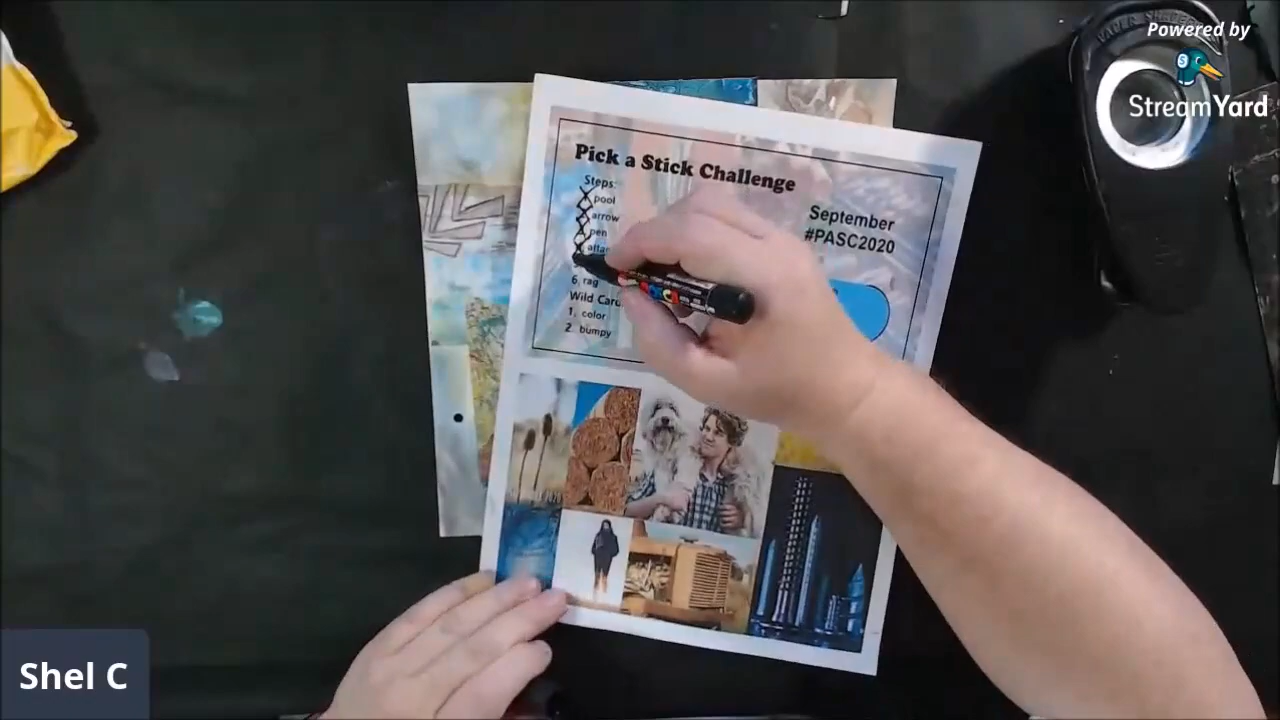 Powered by
StreamYard
Pick a Stick Challenge
Steps:
pool
arrow
pen
6. rag
Wild Card
1. color
2. bumpy
September
#PASC2020
Shel C